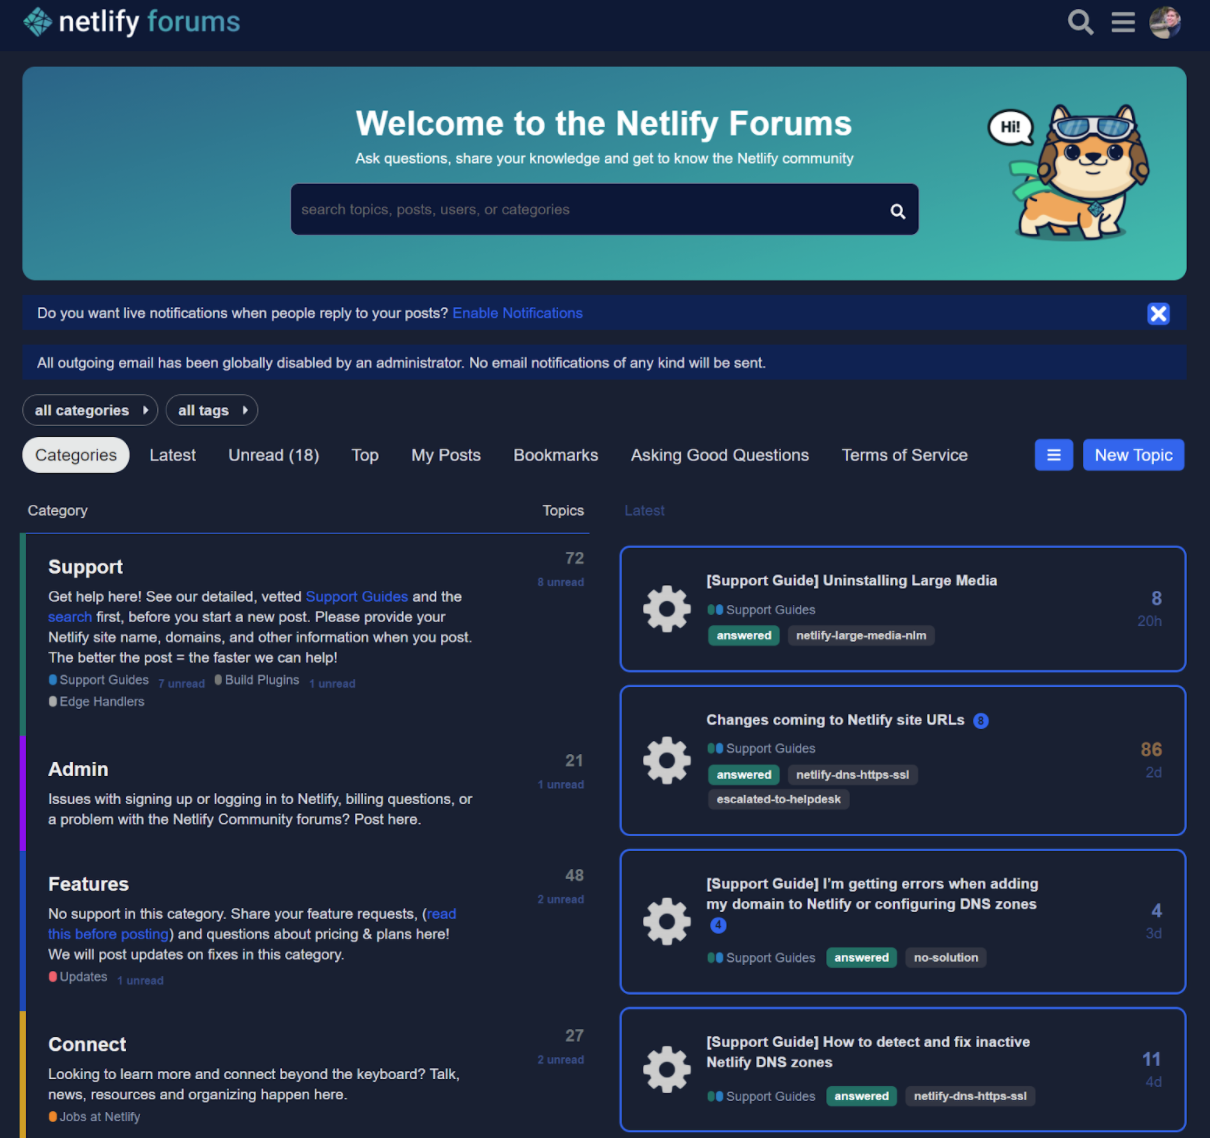 netlify forums
Welcome to the Netlify Forums
Ask questions, share your knowledge and get to know the Netlify community
Hi!
search topics, posts, users, or categories
Do you want live notifications when people reply to your posts? Enable Notifications
All outgoing email has been globally disabled by an administrator. No email notifications of any kind will be sent.
all categories
all tags
Categories Latest Unread (18) Top My Posts Bookmarks Asking Good Questions Terms of Service New Topic
Category Topics
Support 72
8 unread
Get help here! See our detailed, vetted Support Guides and the
search first, before you start a new post. Please provide your
Netlify site name, domains, and other information when you post.
The better the post = the faster we can help!
Support Guides 7 unread Build Plugins 1 unread
Edge Handlers
Admin 21
1 unread
Issues with signing up or logging in to Netlify, billing questions, or
a problem with the Netlify Community forums? Post here.
Features 48
2 unread
No support in this category. Share your feature requests, (read
this before posting) and questions about pricing & plans here!
We will post updates on fixes in this category.
Updates 1 unread
Connect 27
2 unread
Looking to learn more and connect beyond the keyboard? Talk,
news, resources and organizing happen here.
Jobs at Netlify
Latest
[Support Guide] Uninstalling Large Media
Support Guides
answered netlify-large-media-nlm
8
20h
Changes coming to Netlify site URLs 8
Support Guides
answered netlify-dns-https-ssl
escalated-to-helpdesk
86
2d
[Support Guide] I'm getting errors when adding
my domain to Netlify or configuring DNS zones
4
Support Guides answered no-solution
4
3d
[Support Guide] How to detect and fix inactive
Netlify DNS zones
Support Guides answered netlify-dns-https-ssl
11
4d